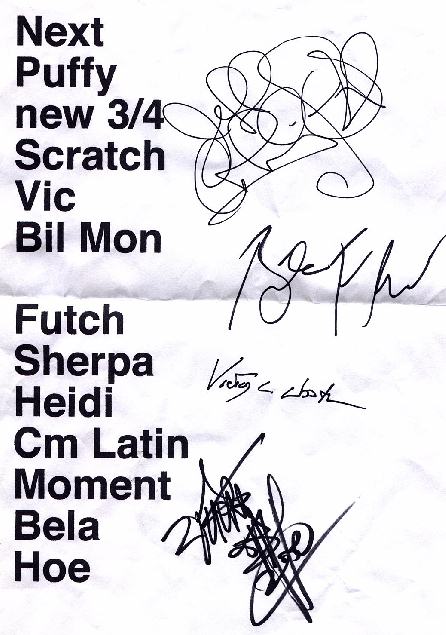 Next
Puffy
new 3/4
Scratch
Vic
Bil Mon
Futch
Sherpa
Heidi
Cm Latin
Moment
Bela
Hoe